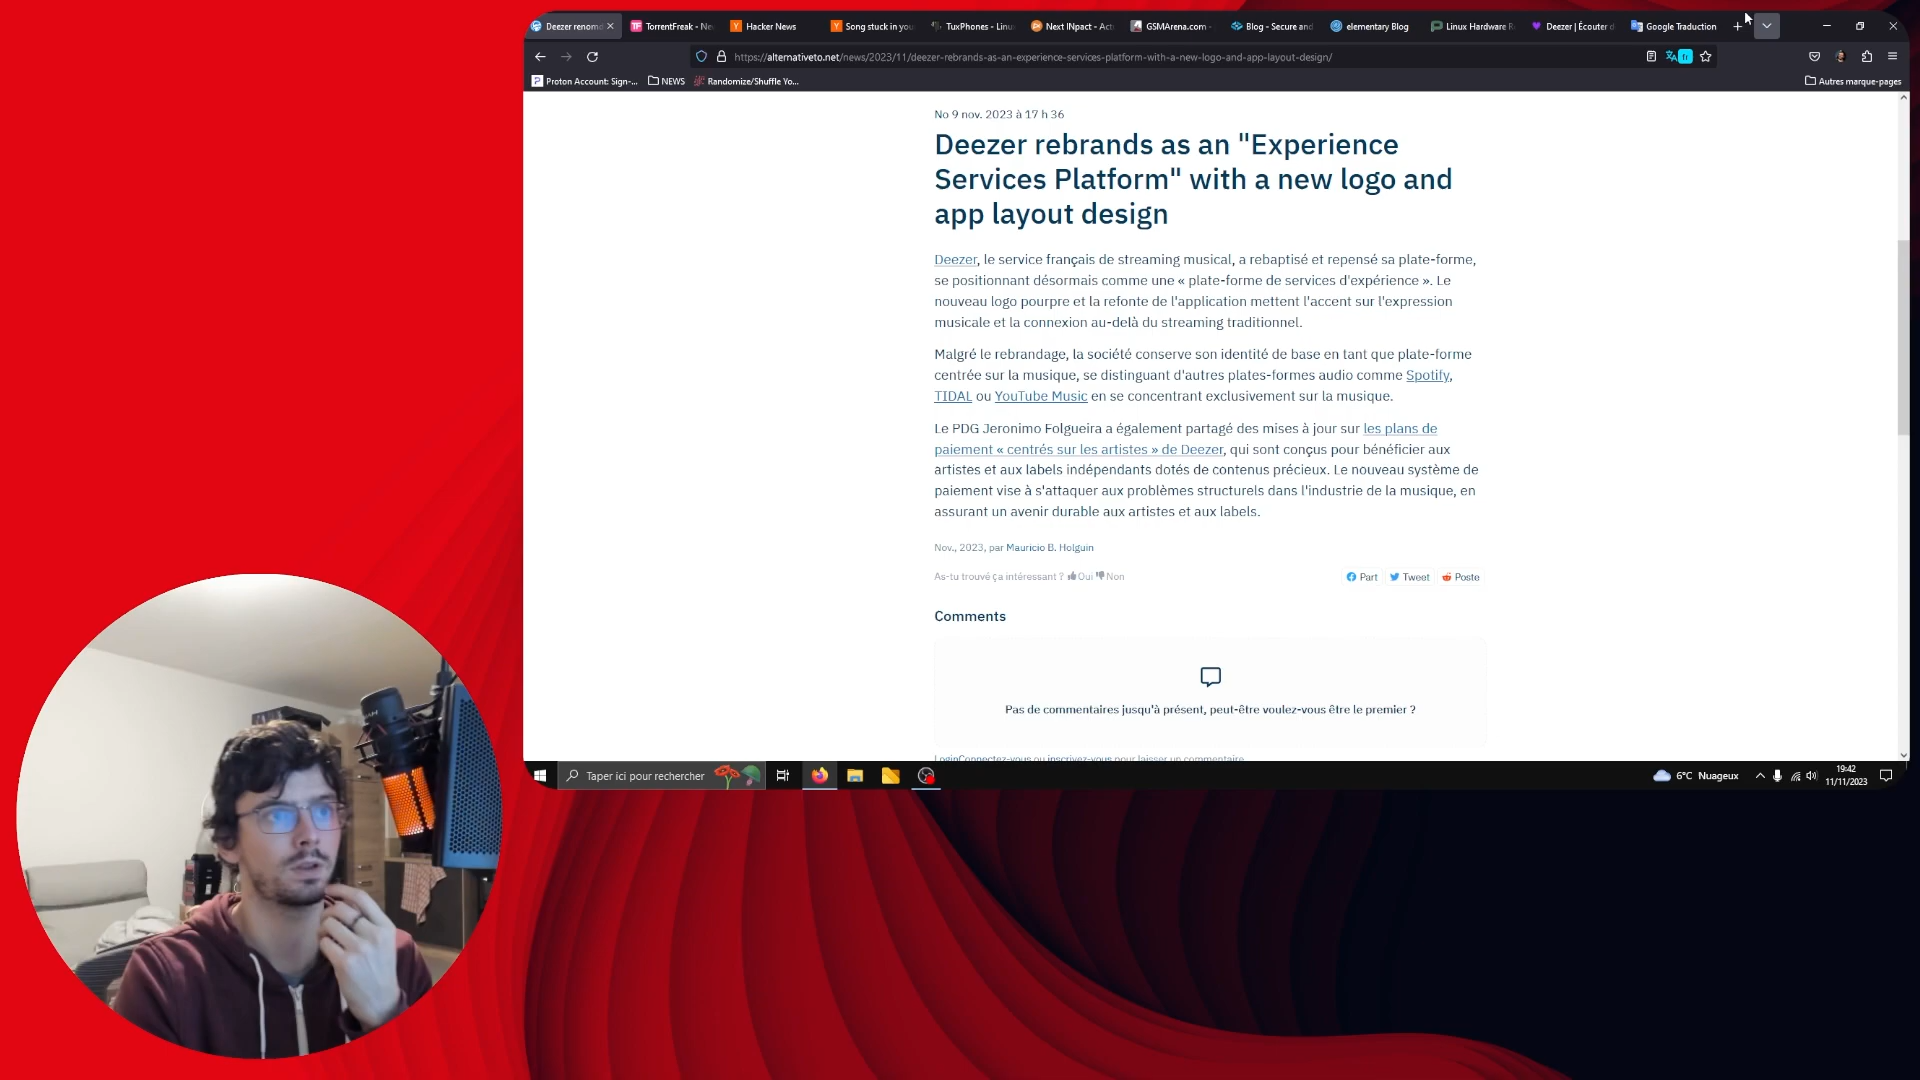 Deezer renom
TorrentFreak - Ne
Hacker News
Song stuck in you
TuxPhones - Linu
Next INpact - Act
GSMArena.com -
Blog - Secure and
elementary Blog
Linux Hardware R
Deezer | Écouter d
Google Traduction
https://alternativeto.net/news/2023/11/deezer-rebrands-as-an-experience-services-platform-with-a-new-logo-and-app-layout-design/
fr
Proton Account: Sign-...
NEWS
Randomize/Shuffle Yo...
Autres marque-pages
No 9 nov. 2023 à 17 h 36
Deezer rebrands as an "Experience
Services Platform" with a new logo and
app layout design
Deezer, le service français de streaming musical, a rebaptisé et repensé sa plate-forme,
se positionnant désormais comme une « plate-forme de services d'expérience ». Le
nouveau logo pourpre et la refonte de l'application mettent l'accent sur l'expression
musicale et la connexion au-delà du streaming traditionnel.
Malgré le rebrandage, la société conserve son identité de base en tant que plate-forme
centrée sur la musique, se distinguant d'autres plates-formes audio comme Spotify,
TIDAL ou YouTube Music en se concentrant exclusivement sur la musique.
Le PDG Jeronimo Folgueira a également partagé des mises à jour sur les plans de
paiement « centrés sur les artistes » de Deezer, qui sont conçus pour bénéficier aux
artistes et aux labels indépendants dotés de contenus précieux. Le nouveau système de
paiement vise à s'attaquer aux problèmes structurels dans l'industrie de la musique, en
assurant un avenir durable aux artistes et aux labels.
Nov., 2023, par Mauricio B. Holguin
As-tu trouvé ça intéressant ? Oui Non
Part
Tweet
Poste
Comments
Pas de commentaires jusqu'à présent, peut-être voulez-vous être le premier ?
LoginConnectez-vous ou inscrivez-vous pour laisser un commentaire
Taper ici pour rechercher
6°C Nuageux
19:42
11/11/2023